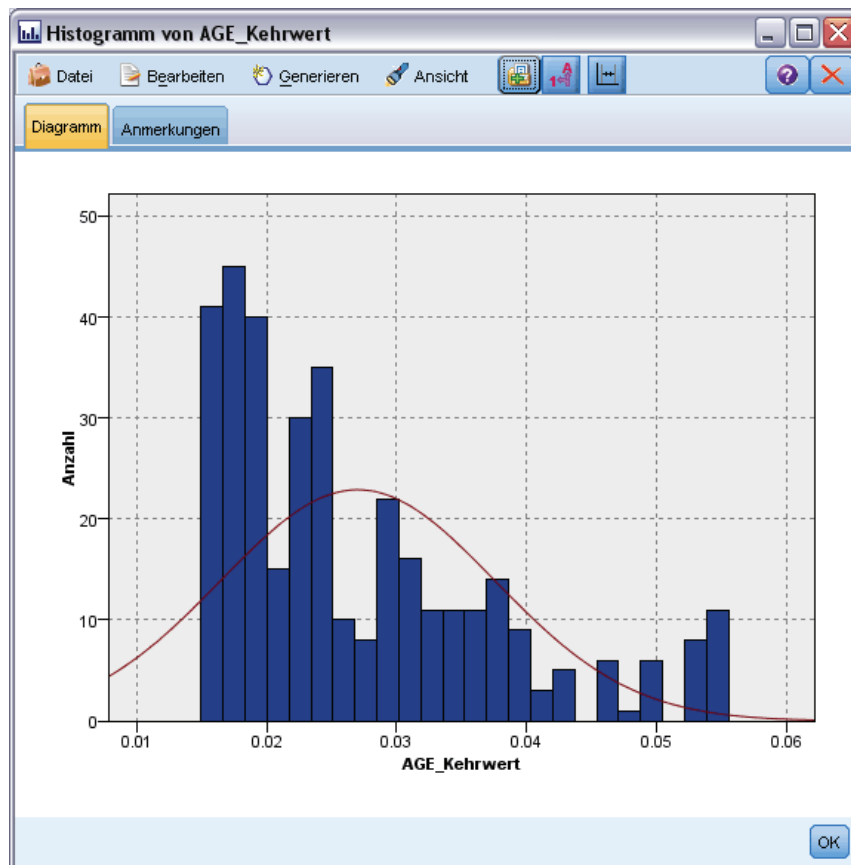 Histogramm von AGE_Kehrwert
Datei Bearbeiten Generieren Ansicht
Diagramm Anmerkungen
50
40
30
20
10
0
Anzahl
0.01 0.02 0.03 0.04 0.05 0.06
AGE_Kehrwert
OK